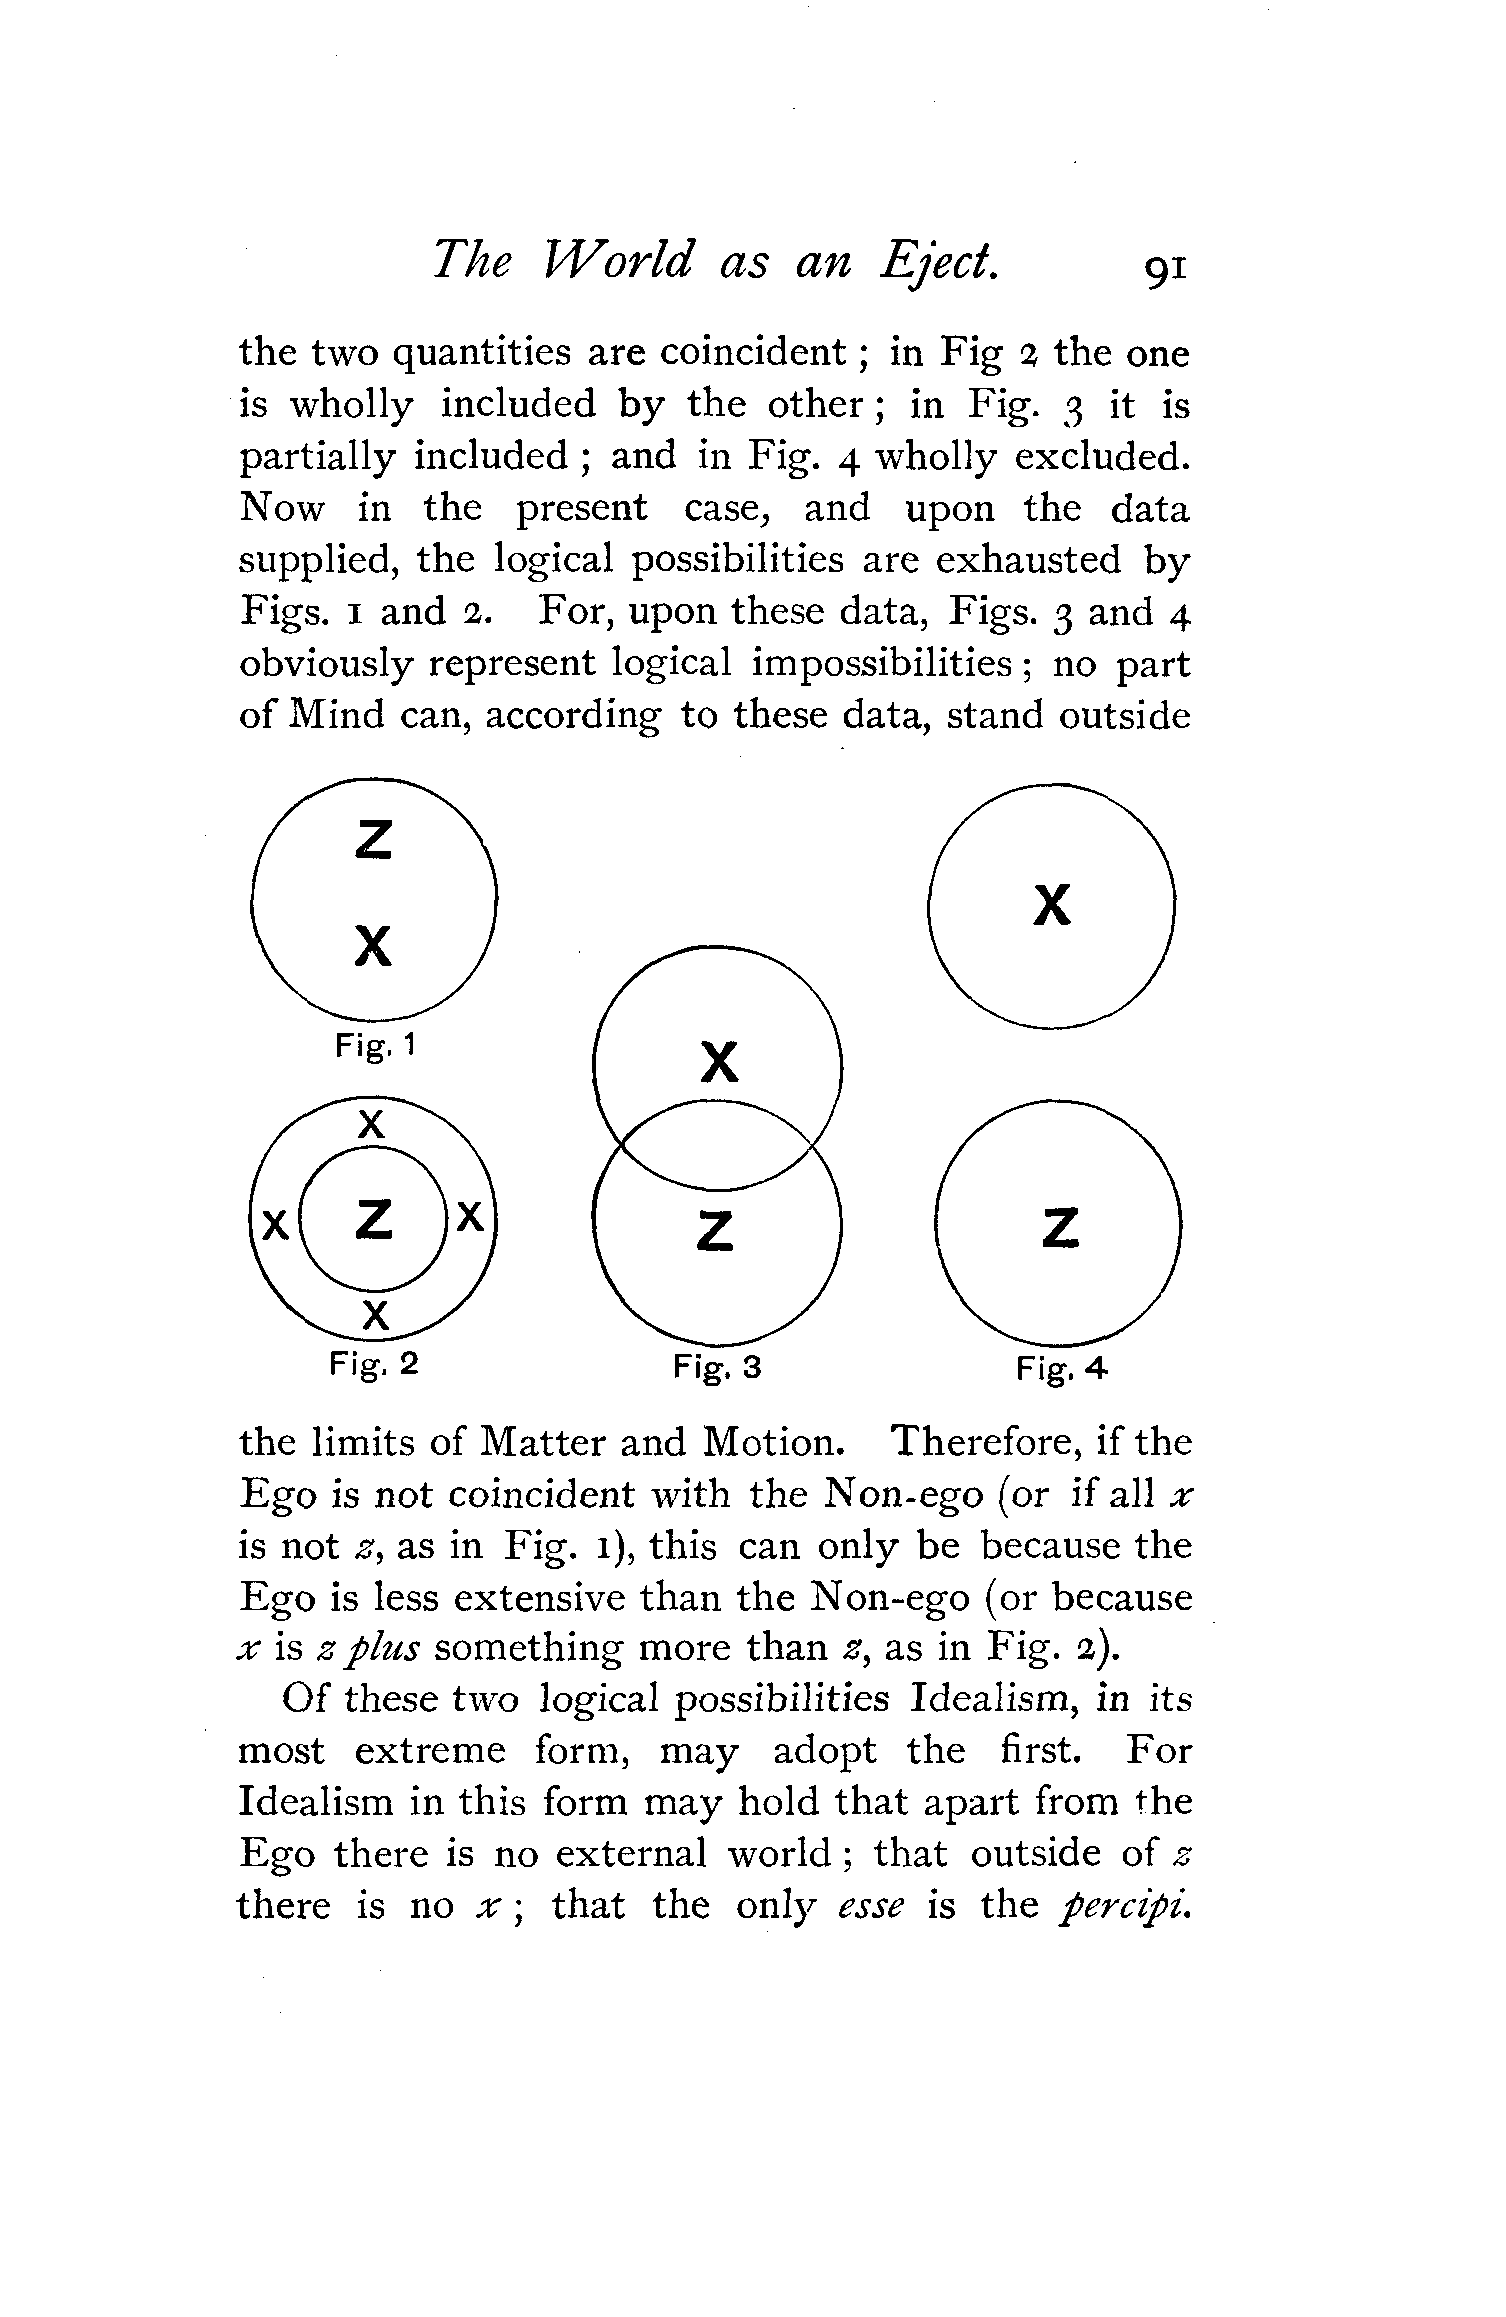 The World as an Eject. 91
the two quantities are coincident ; in Fig 2 the one
is wholly included by the other ; in Fig. 3 it is
partially included ; and in Fig. 4 wholly excluded.
Now in the present case, and upon the data
supplied, the logical possibilities are exhausted by
Figs. 1 and 2. For, upon these data, Figs. 3 and 4
obviously represent logical impossibilities ; no part
of Mind can, according to these data, stand outside
Z
X
Fig. 1
X
X Z X
X
Fig. 2
X
Z
Fig. 3
X
Z
Fig. 4
the limits of Matter and Motion. Therefore, if the
Ego is not coincident with the Non-ego (or if all x
is not z, as in Fig. 1), this can only be because the
Ego is less extensive than the Non-ego (or because
x is z plus something more than z, as in Fig. 2).
Of these two logical possibilities Idealism, in its
most extreme form, may adopt the first. For
Idealism in this form may hold that apart from the
Ego there is no external world ; that outside of z
there is no x ; that the only esse is the percipi.